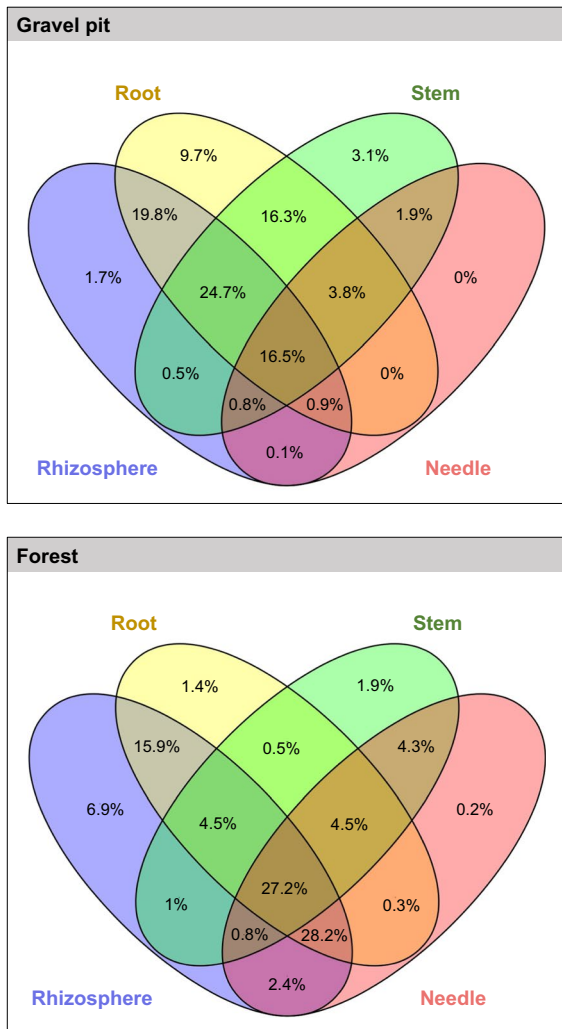 Gravel pit
Root Stem
9.7% 3.1%
19.8% 16.3% 1.9%
1.7% 24.7% 3.8% 0%
16.5%
0.5% 0%
0.8% 0.9%
0.1%
Rhizosphere Needle
Forest
Root Stem
1.4% 1.9%
15.9% 0.5% 4.3%
6.9% 4.5% 4.5% 0.2%
27.2%
1% 0.3%
0.8% 28.2%
2.4%
Rhizosphere Needle